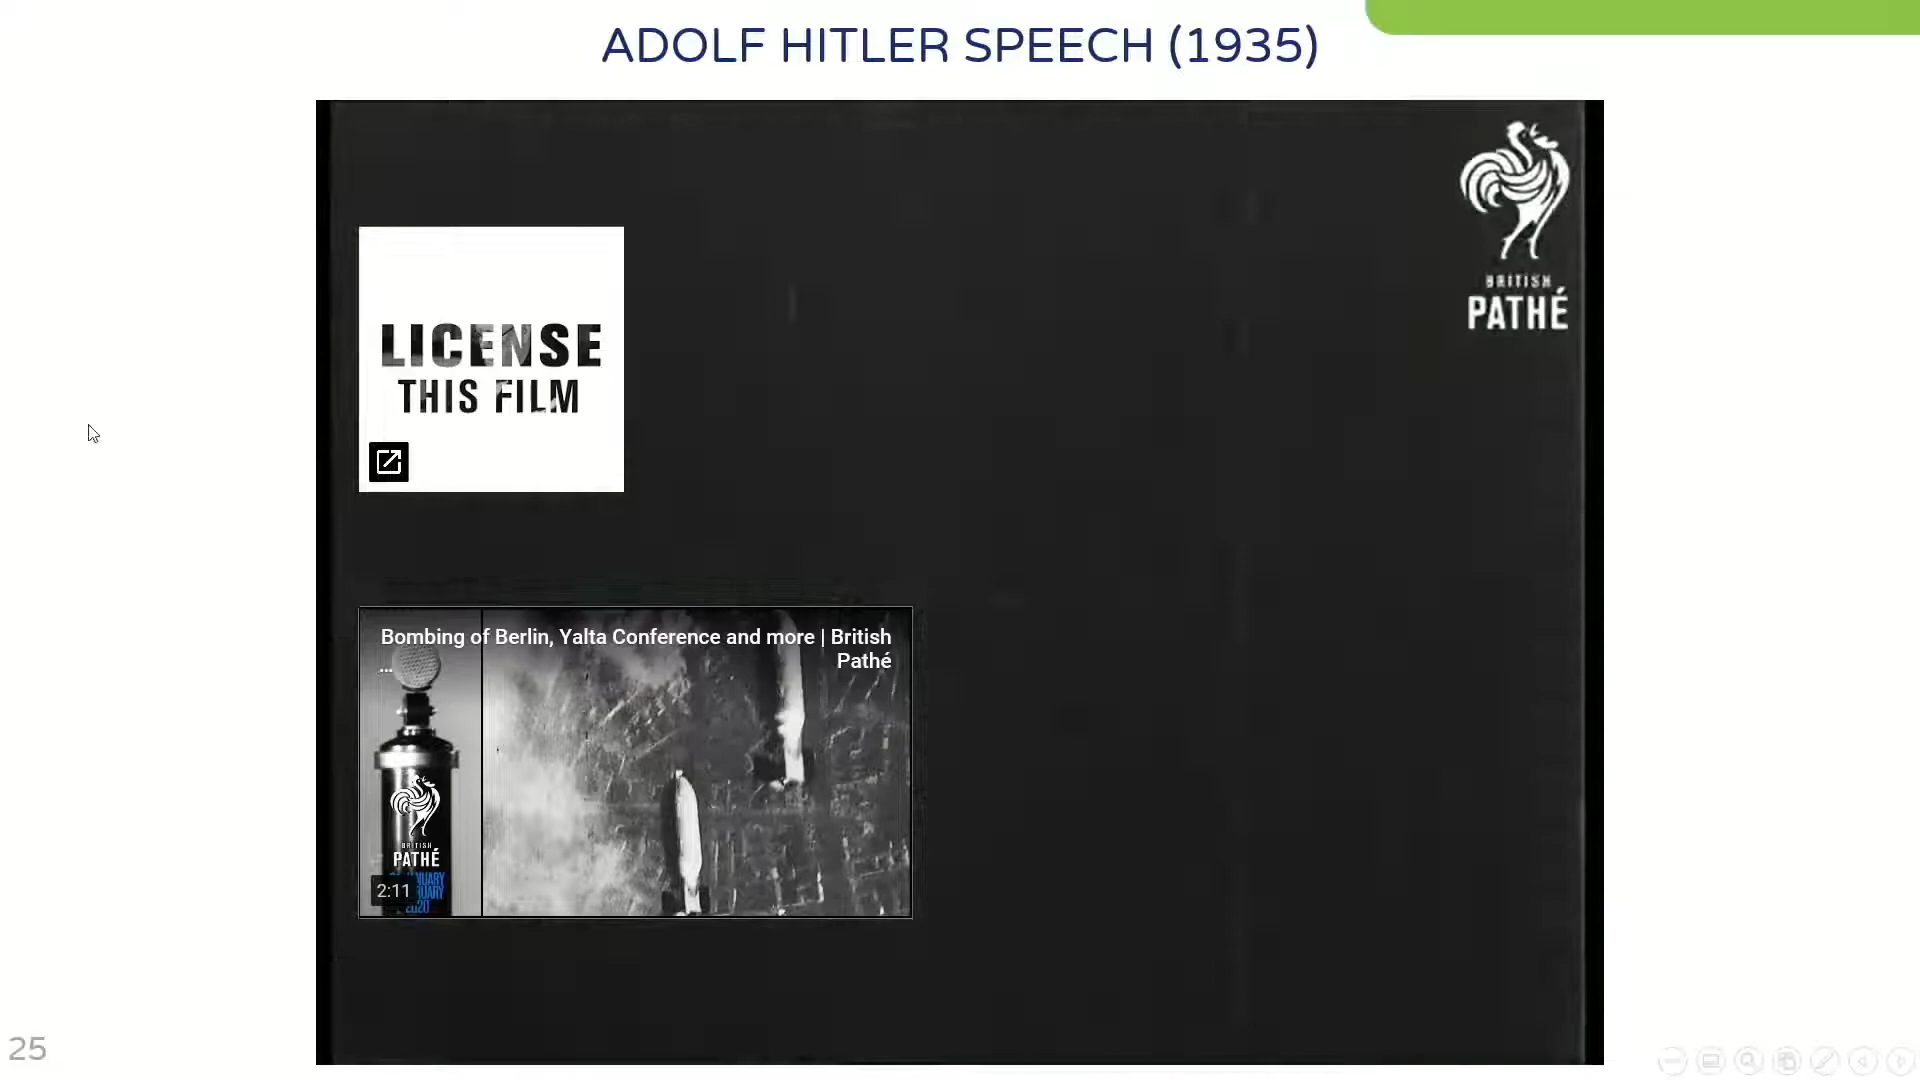 ADOLF HITLER SPEECH (1935)
BRITISH
PATHÉ
LICENSE
THIS FILM
Bombing of Berlin, Yalta Conference and more | British
... Pathé
BRITISH
PATHÉ
2:11
2020
25